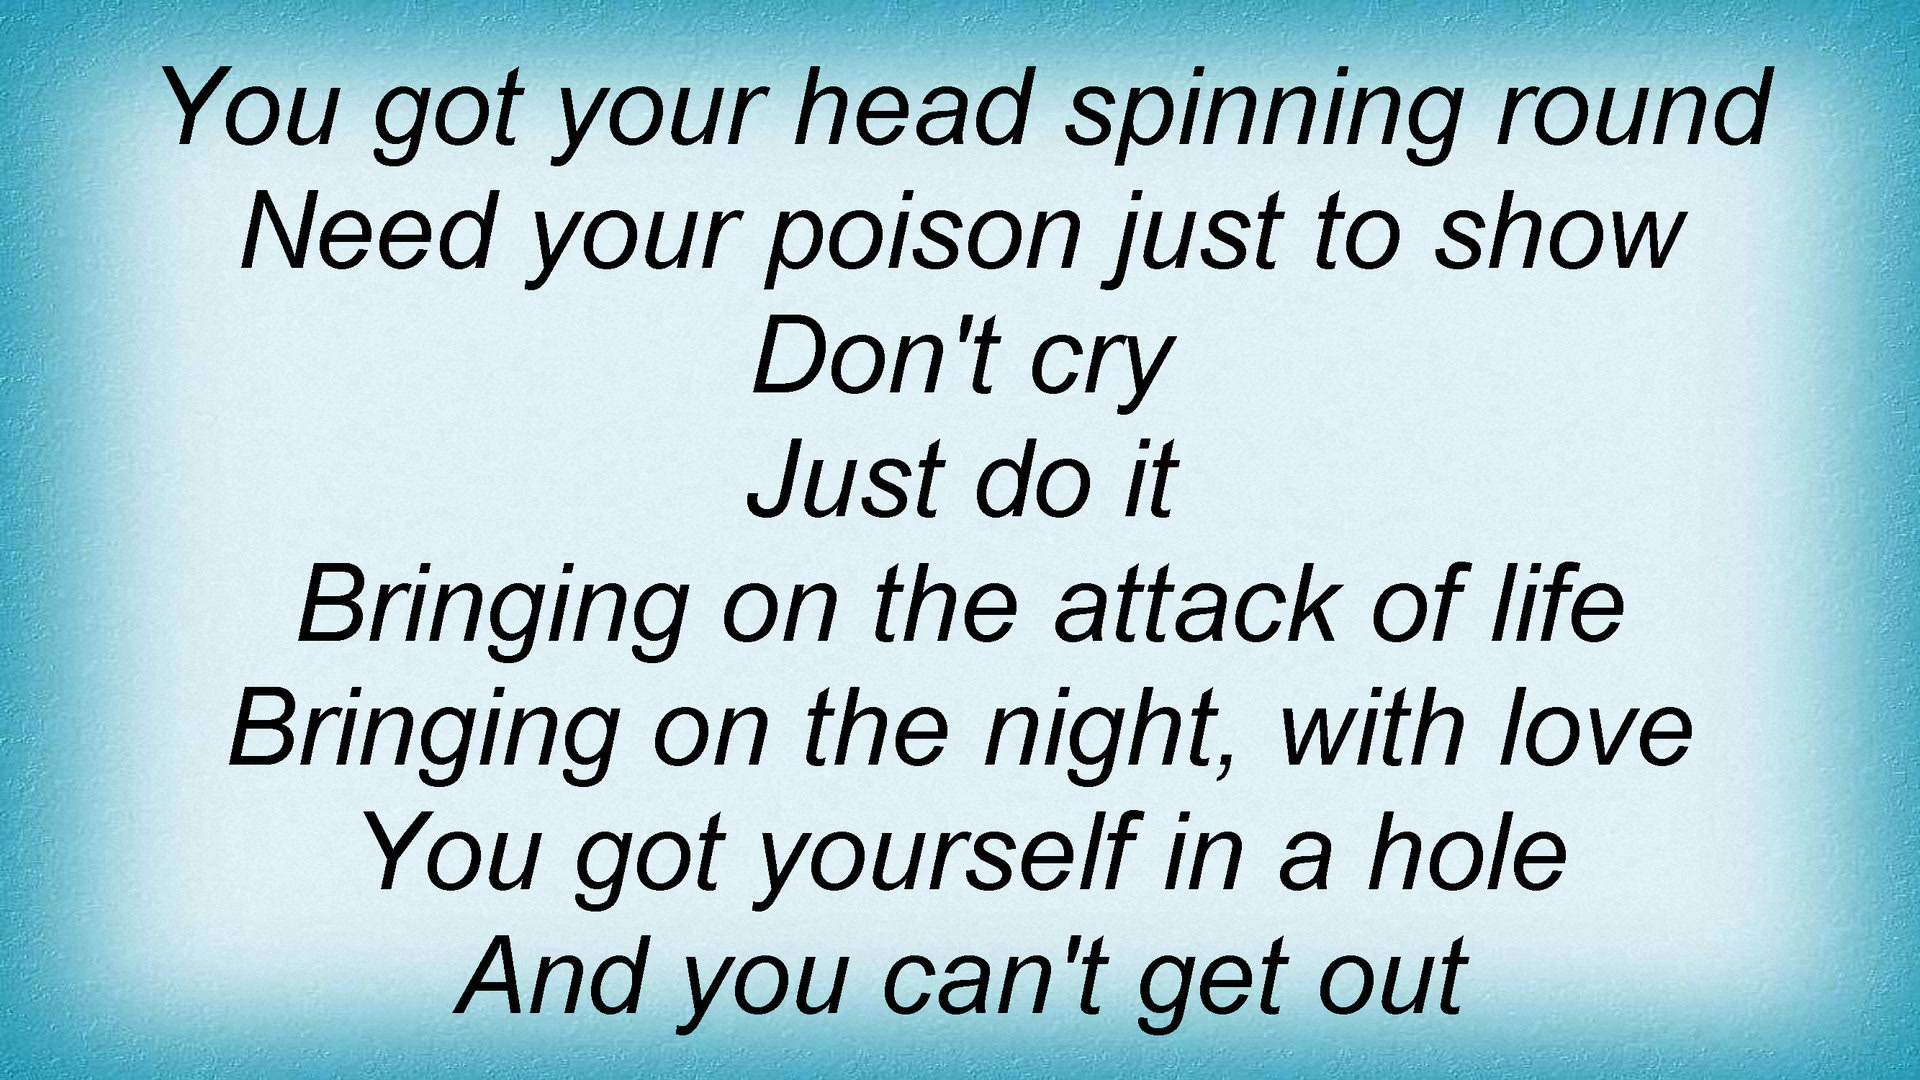 You got your head spinning round
Need your poison just to show
Don't cry
Just do it
Bringing on the attack of life
Bringing on the night, with love
You got yourself in a hole
And you can't get out